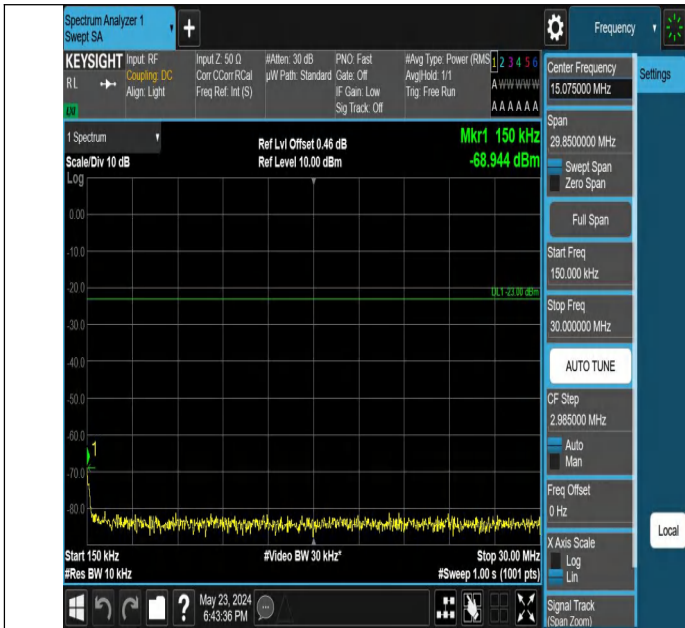 Spectrum Analyzer 1
Swept SA
+
Frequency
KEYSIGHT
RL
LXI
Input: RF
Coupling: DC
Align: Light
Input Z: 50 Ω
Corr CCorr RCal
Freq Ref: Int (S)
#Atten: 30 dB
µW Path: Standard
PNO: Fast
Gate: Off
IF Gain: Low
Sig Track: Off
#Avg Type: Power (RMS
Avg|Hold: 1/1
Trig: Free Run
1 2 3 4 5 6
A W W W W W
A A A A A A
1 Spectrum
Scale/Div 10 dB
Log
Ref Lvl Offset 0.46 dB
Ref Level 10.00 dBm
Mkr1 150 kHz
-68.944 dBm
0.00
-10.0
-20.0
DL1 -23.00 dBm
-30.0
-40.0
-50.0
-60.0
1
-70.0
-80.0
Start 150 kHz
#Res BW 10 kHz
#Video BW 30 kHz*
Stop 30.00 MHz
#Sweep 1.00 s (1001 pts)
?
May 23, 2024
6:43:36 PM
Center Frequency
15.075000 MHz
Settings
Span
29.8500000 MHz
Swept Span
Zero Span
Full Span
Start Freq
150.000 kHz
Stop Freq
30.000000 MHz
AUTO TUNE
CF Step
2.985000 MHz
Auto
Man
Freq Offset
0 Hz
X Axis Scale
Log
Lin
Local
Signal Track
(Span Zoom)